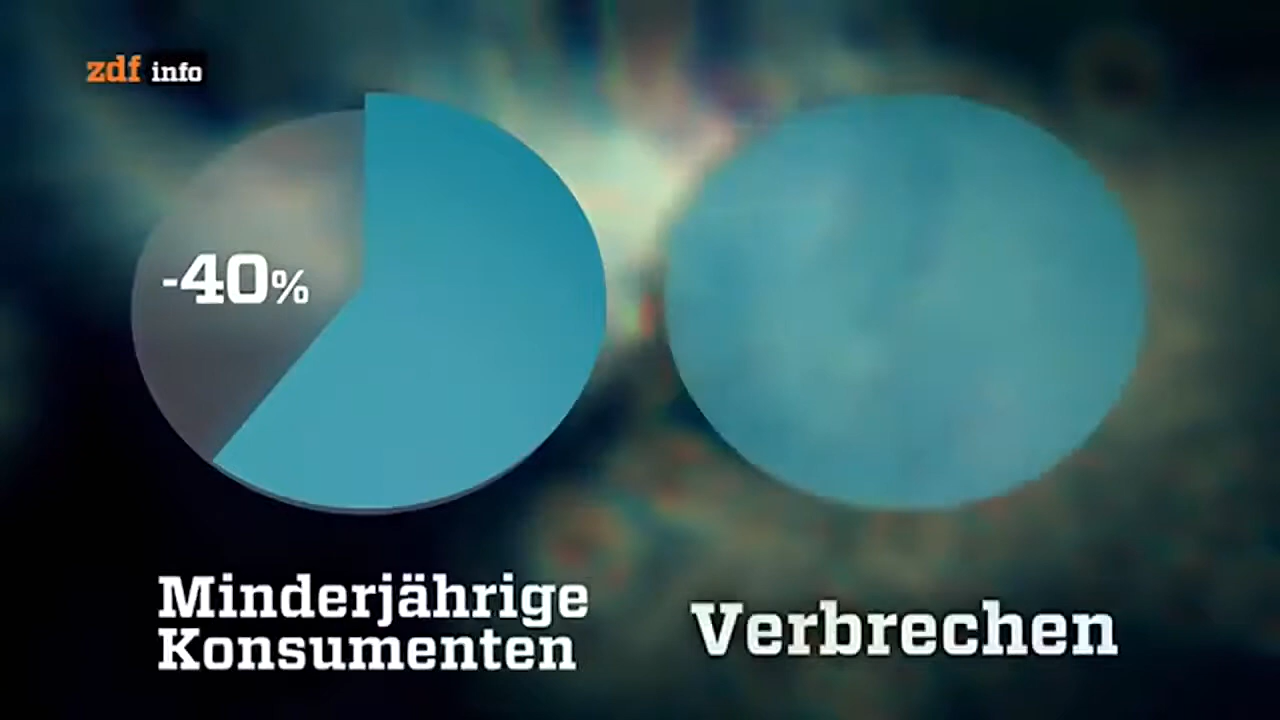 zdf info
-40%
Minderjährige
Konsumenten
Verbrechen